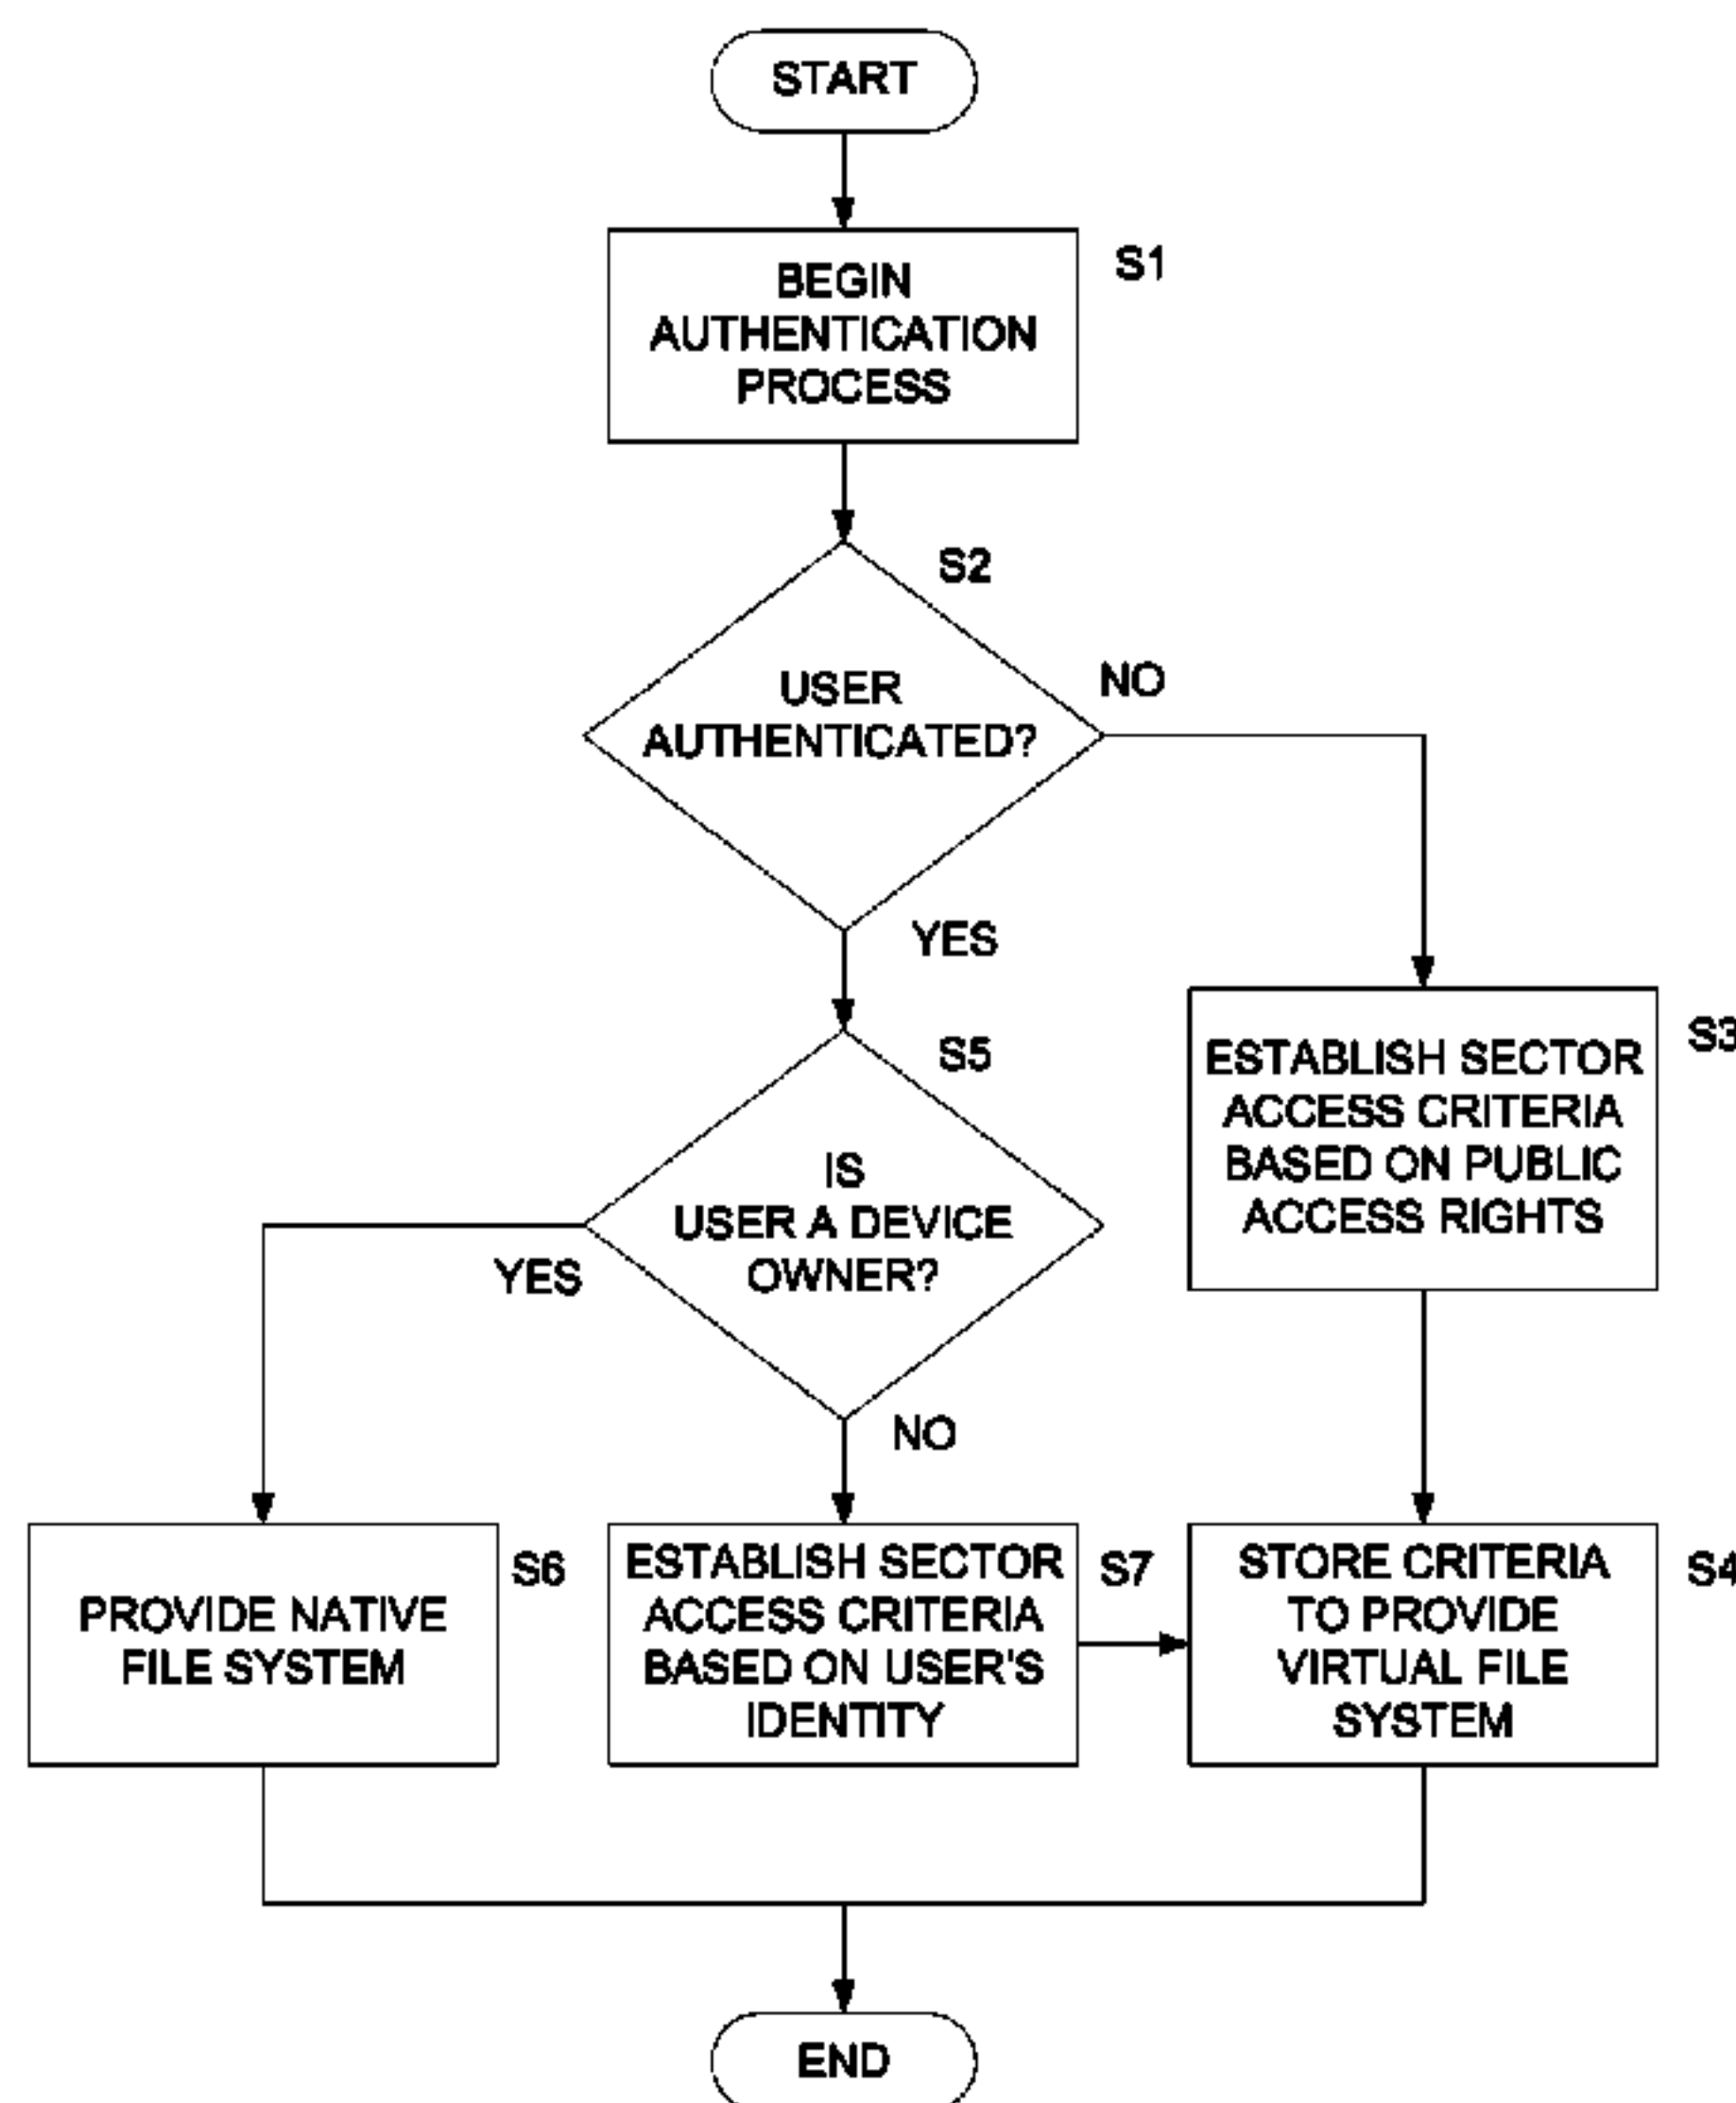 START
BEGIN
AUTHENTICATION
PROCESS
S1
S2
USER
AUTHENTICATED?
NO
YES
S3
ESTABLISH SECTOR
ACCESS CRITERIA
BASED ON PUBLIC
ACCESS RIGHTS
S5
IS
USER A DEVICE
OWNER?
YES
NO
PROVIDE NATIVE
FILE SYSTEM
S6
ESTABLISH SECTOR
ACCESS CRITERIA
BASED ON USER'S
IDENTITY
S7
STORE CRITERIA
TO PROVIDE
VIRTUAL FILE
SYSTEM
S4
END